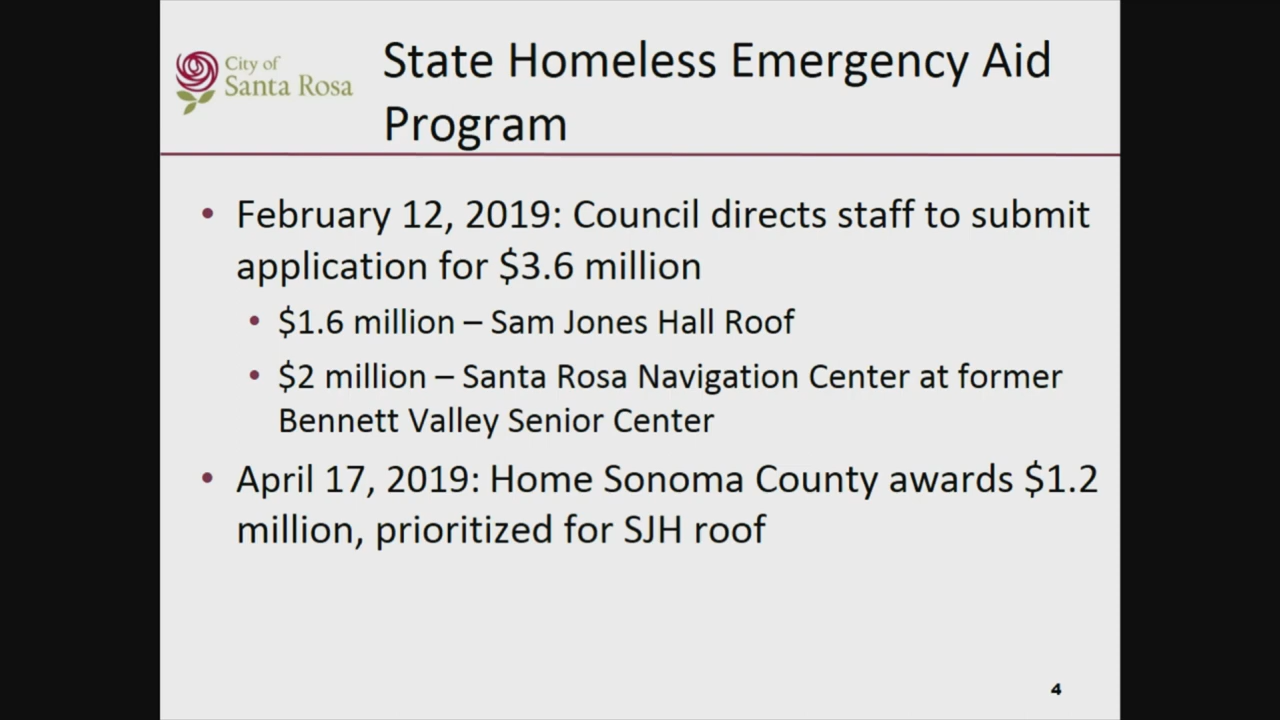 City of
Santa Rosa
State Homeless Emergency Aid
Program
• February 12, 2019: Council directs staff to submit
application for $3.6 million
• $1.6 million – Sam Jones Hall Roof
• $2 million – Santa Rosa Navigation Center at former
Bennett Valley Senior Center
• April 17, 2019: Home Sonoma County awards $1.2
million, prioritized for SJH roof
4